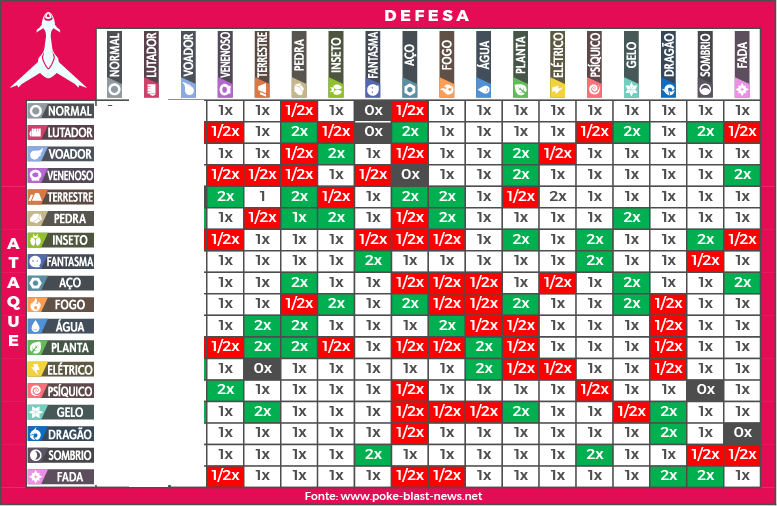 DEFESA
NORMAL LUTADOR VOADOR VENENOSO TERRESTRE PEDRA INSETO FANTASMA AÇO FOGO ÁGUA PLANTA ELÉTRICO PSÍQUICO GELO DRAGÃO SOMBRIO FADA
ATAQUE
NORMAL 1x 1x 1/2x 1x 0x 1/2x 1x 1x 1x 1x 1x 1x 1x 1x 1x
LUTADOR 1/2x 1x 2x 1/2x 0x 2x 1x 1x 1x 1x 1/2x 2x 1x 2x 1/2x
VOADOR 1x 1x 1/2x 2x 1x 1/2x 1x 1x 2x 1/2x 1x 1x 1x 1x 1x
VENENOSO 1/2x 1/2x 1/2x 1x 1/2x 0x 1x 1x 2x 1x 1x 1x 1x 1x 2x
TERRESTRE 2x 1 2x 1/2x 1x 2x 2x 1x 1/2x 2x 1x 1x 1x 1x 1x
PEDRA 1x 1/2x 1x 2x 1x 1/2x 2x 1x 1x 1x 1x 2x 1x 1x 1x
INSETO 1/2x 1x 1x 1x 1/2x 1/2x 1/2x 1x 2x 1x 2x 1x 1x 2x 1/2x
FANTASMA 1x 1x 1x 1x 2x 1x 1x 1x 1x 1x 2x 1x 1x 1/2x 1x
AÇO 1x 1x 2x 1x 1x 1/2x 1/2x 1/2x 1x 1/2x 1x 2x 1x 1x 2x
FOGO 1x 1x 1/2x 2x 1x 2x 1/2x 1/2x 2x 1x 1x 2x 1/2x 1x 1x
ÁGUA 1x 2x 2x 1x 1x 1x 2x 1/2x 1/2x 1x 1x 1x 1/2x 1x 1x
PLANTA 1/2x 2x 2x 1/2x 1x 1/2x 1/2x 2x 1/2x 1x 1x 1x 1/2x 1x 1x
ELÉTRICO 1x 0x 1x 1x 1x 1x 1x 2x 1/2x 1/2x 1x 1x 1/2x 1x 1x
PSÍQUICO 2x 1x 1x 1x 1x 1/2x 1x 1x 1x 1x 1/2x 1x 1x 0x 1x
GELO 1x 2x 1x 1x 1x 1/2x 1/2x 1/2x 2x 1x 1x 1/2x 2x 1x 1x
DRAGÃO 1x 1x 1x 1x 1x 1/2x 1x 1x 1x 1x 1x 1x 2x 1x 0x
SOMBRIO 1x 1x 1x 1x 2x 1x 1x 1x 1x 1x 2x 1x 1x 1/2x 1/2x
FADA 1/2x 1x 1x 1x 1x 1/2x 1/2x 1x 1x 1x 1x 1x 2x 2x 1x
Fonte: www.poke-blast-news.net